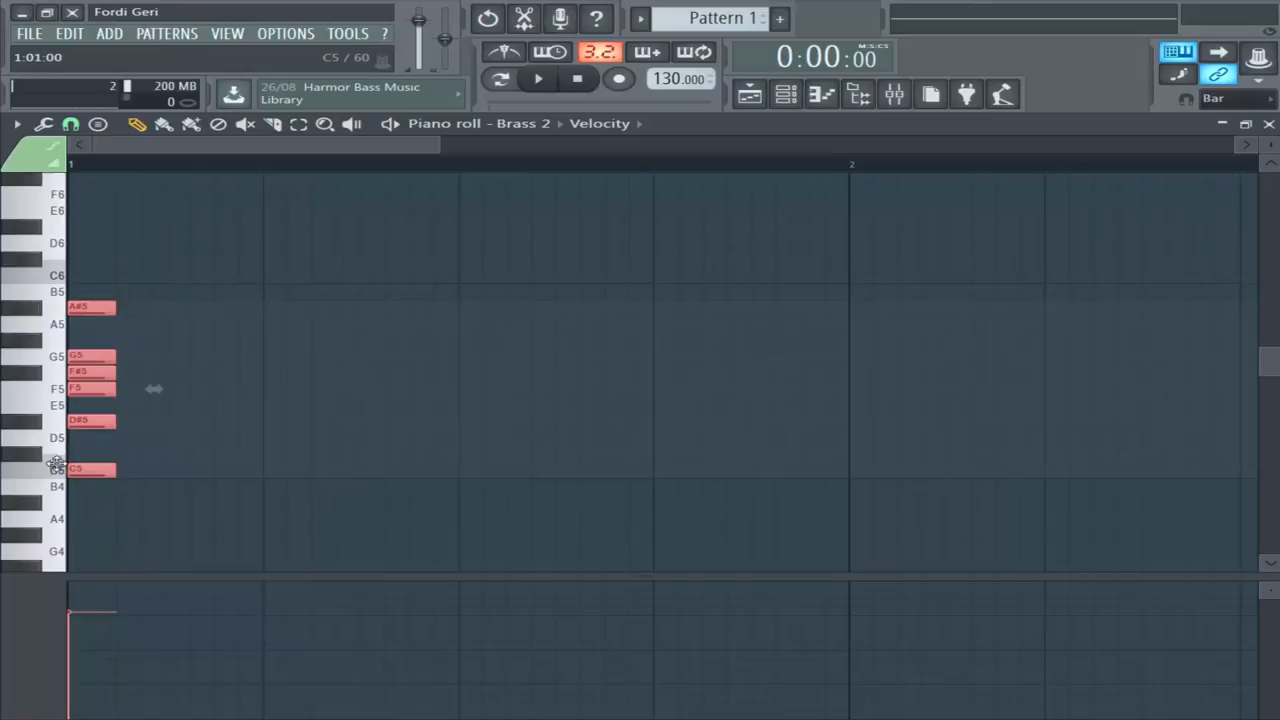 Fordi Geri
FILE EDIT ADD PATTERNS VIEW OPTIONS TOOLS ?
1:01:00 CS / 60
2 200 MB
0
26/08 Harmor Bass Music
Library
3.2.
Pattern 1
130.000
0:00:00
M:S:CS
Bar
Piano roll - Brass 2 Velocity
1 2
F6
E6
D6
C6
B5
A#5
A5
G5 G5
F#5
F5 F5
E5
D#5
D5
C5 C5
B4
A4
G4